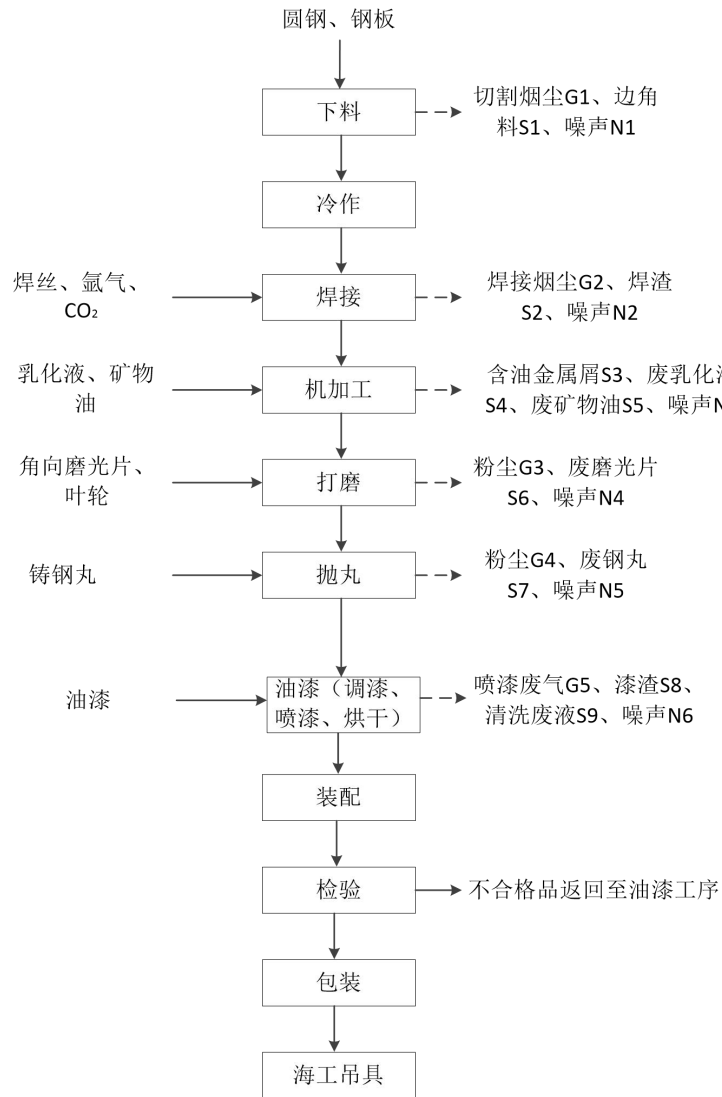 圆钢、钢板
下料
切割烟尘G1、边角
料S1、噪声N1
冷作
焊丝、氩气、
CO₂
焊接
焊接烟尘G2、焊渣
S2、噪声N2
乳化液、矿物
油
机加工
含油金属屑S3、废乳化
S4、废矿物油S5、噪声N
角向磨光片、
叶轮
打磨
粉尘G3、废磨光片
S6、噪声N4
铸钢丸
抛丸
粉尘G4、废钢丸
S7、噪声N5
油漆
油漆（调漆、
喷漆、烘干）
喷漆废气G5、漆渣S8、
清洗废液S9、噪声N6
装配
检验
不合格品返回至油漆工序
包装
海工吊具